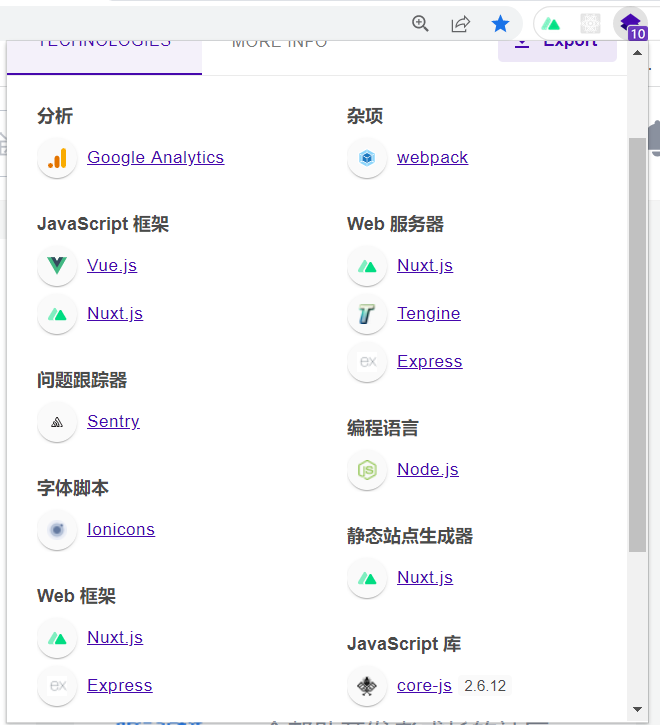 TECHNOLOGIES
MORE INFO
Export
10
分析
Google Analytics
JavaScript 框架
Vue.js
Nuxt.js
问题跟踪器
Sentry
字体脚本
Ionicons
Web 框架
Nuxt.js
ex Express
杂项
webpack
Web 服务器
Nuxt.js
Tengine
ex Express
编程语言
Node.js
静态站点生成器
Nuxt.js
JavaScript 库
core-js 2.6.12